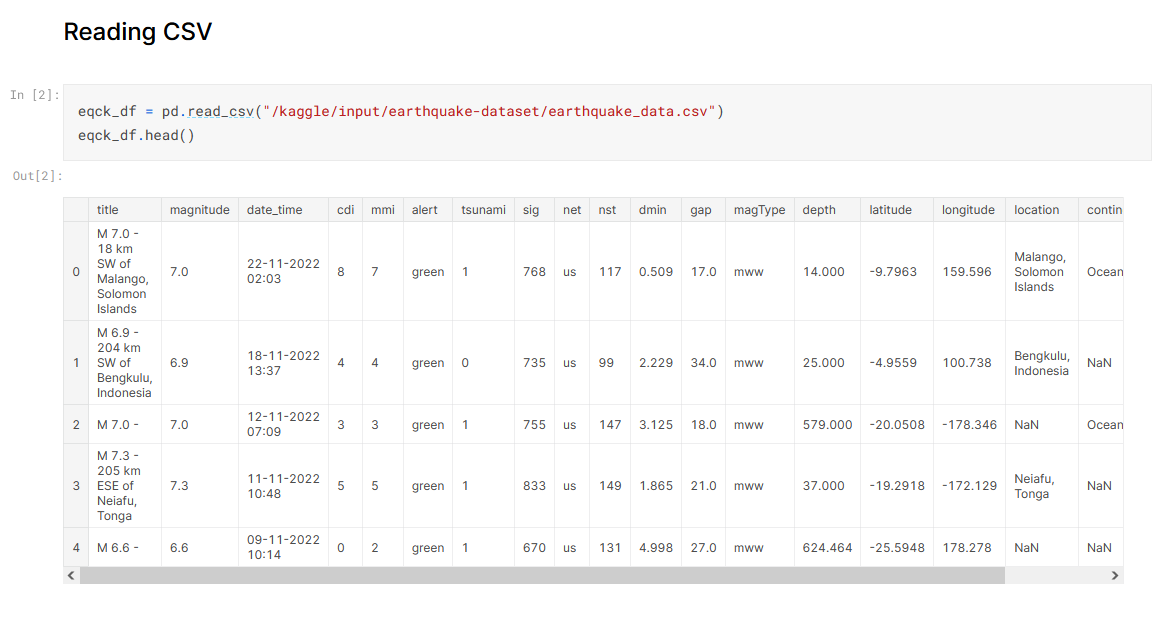 Reading CSV
In [2]:
eqck_df = pd.read_csv("/kaggle/input/earthquake-dataset/earthquake_data.csv")
eqck_df.head()
Out[2]:
title magnitude date_time cdi mmi alert tsunami sig net nst dmin gap magType depth latitude longitude location contin
0 M 7.0 - 18 km SW of Malango, Solomon Islands 7.0 22-11-2022 02:03 8 7 green 1 768 us 117 0.509 17.0 mww 14.000 -9.7963 159.596 Malango, Solomon Islands Ocean
1 M 6.9 - 204 km SW of Bengkulu, Indonesia 6.9 18-11-2022 13:37 4 4 green 0 735 us 99 2.229 34.0 mww 25.000 -4.9559 100.738 Bengkulu, Indonesia NaN
2 M 7.0 - 7.0 12-11-2022 07:09 3 3 green 1 755 us 147 3.125 18.0 mww 579.000 -20.0508 -178.346 NaN Ocean
3 M 7.3 - 205 km ESE of Neiafu, Tonga 7.3 11-11-2022 10:48 5 5 green 1 833 us 149 1.865 21.0 mww 37.000 -19.2918 -172.129 Neiafu, Tonga NaN
4 M 6.6 - 6.6 09-11-2022 10:14 0 2 green 1 670 us 131 4.998 27.0 mww 624.464 -25.5948 178.278 NaN NaN